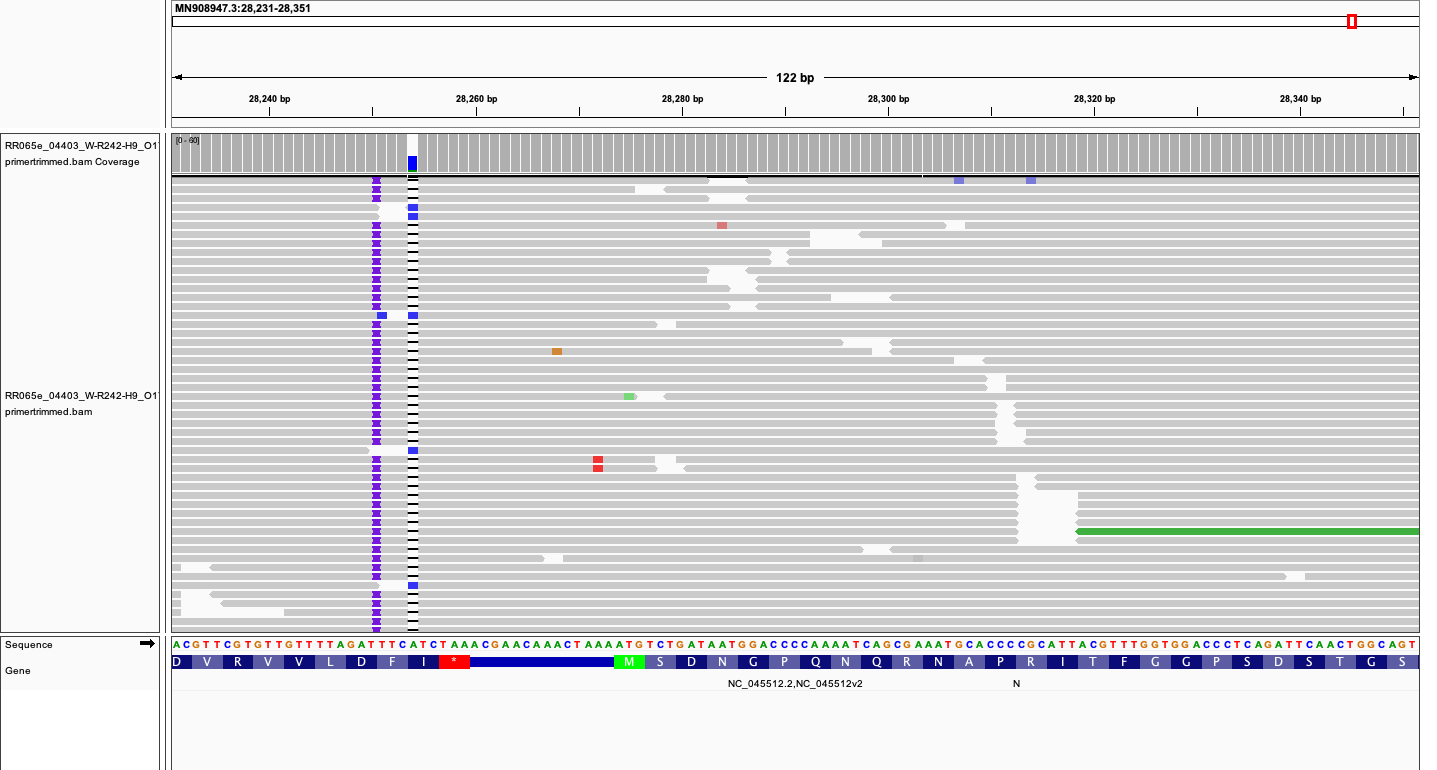 MN908947.3:28,231-28,351
122 bp
28,240 bp 28,260 bp 28,280 bp 28,300 bp 28,320 bp 28,340 bp
RR065e_04403_W-R242-H9_O1
primertrimmed.bam Coverage
[0 - 60]
RR065e_04403_W-R242-H9_O1
primertrimmed.bam
Sequence
ACGTTCGTGTTGTTTTAGATTTCATCTAAACGAACAAACTAAAATGTCTGATAATGGACCCCAAAATCAGCGAAATGCACCCCGCATTACGTTTGGTGGACCCTCAGATTCAACTGGCAGT
Gene
D V R V V L D F I * M S D N G P Q N Q R N A P R I T F G G P S D S T G S
NC_045512.2,NC_045512v2 N